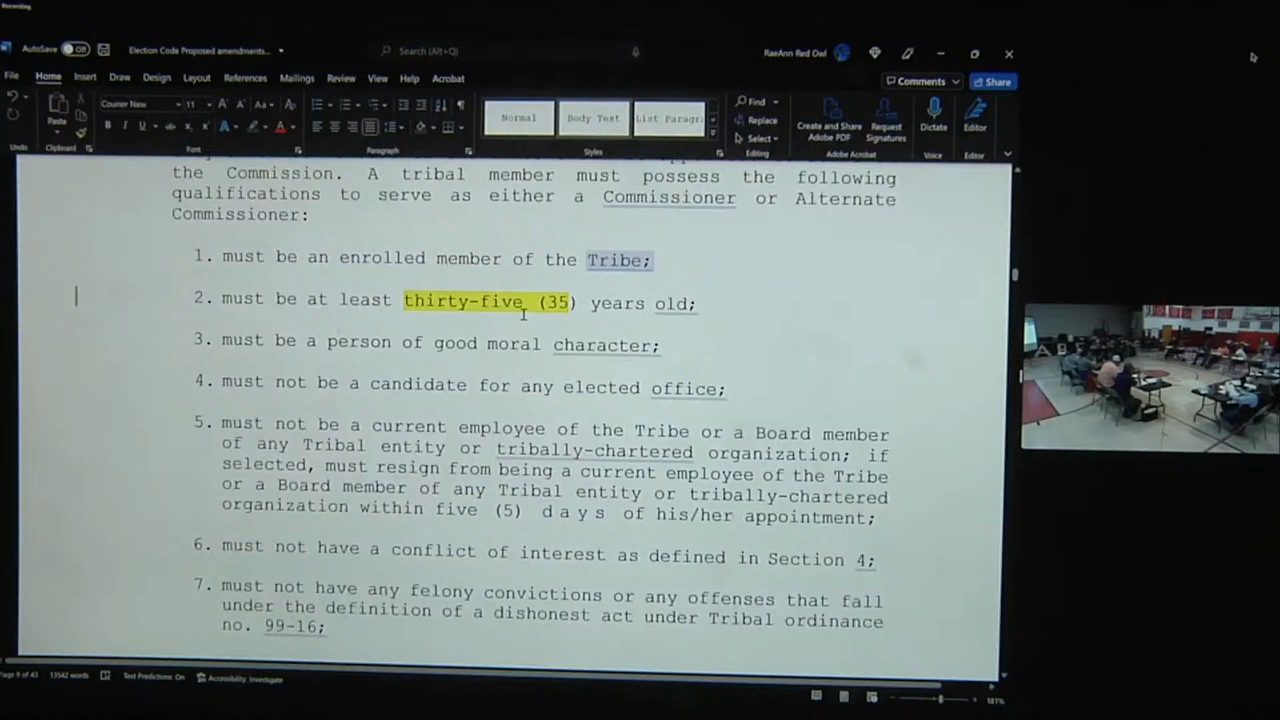 Recording
AutoSave Off Election Code Proposed amendments... Search (Alt+Q) RaeAnn Red Owl
File Home Insert Draw Design Layout References Mailings Review View Help Acrobat Comments Share
Courier New 11 Aa
Paste
Normal Body Text List Paragr
Find
Replace
Select
Create and Share Adobe PDF
Request Signatures
Dictate
Editor
Undo Clipboard Font Paragraph Styles Editing Adobe Acrobat Voice Editor
the Commission. A tribal member must possess the following
qualifications to serve as either a Commissioner or Alternate
Commissioner:
1. must be an enrolled member of the Tribe;
2. must be at least thirty-five (35) years old;
3. must be a person of good moral character;
4. must not be a candidate for any elected office;
5. must not be a current employee of the Tribe or a Board member
of any Tribal entity or tribally-chartered organization; if
selected, must resign from being a current employee of the Tribe
or a Board member of any Tribal entity or tribally-chartered
organization within five (5) days of his/her appointment;
6. must not have a conflict of interest as defined in Section 4;
7. must not have any felony convictions or any offenses that fall
under the definition of a dishonest act under Tribal ordinance
no. 99-16;
Page 9 of 43 13542 words Text Predictions: On Accessibility: Investigate
181%